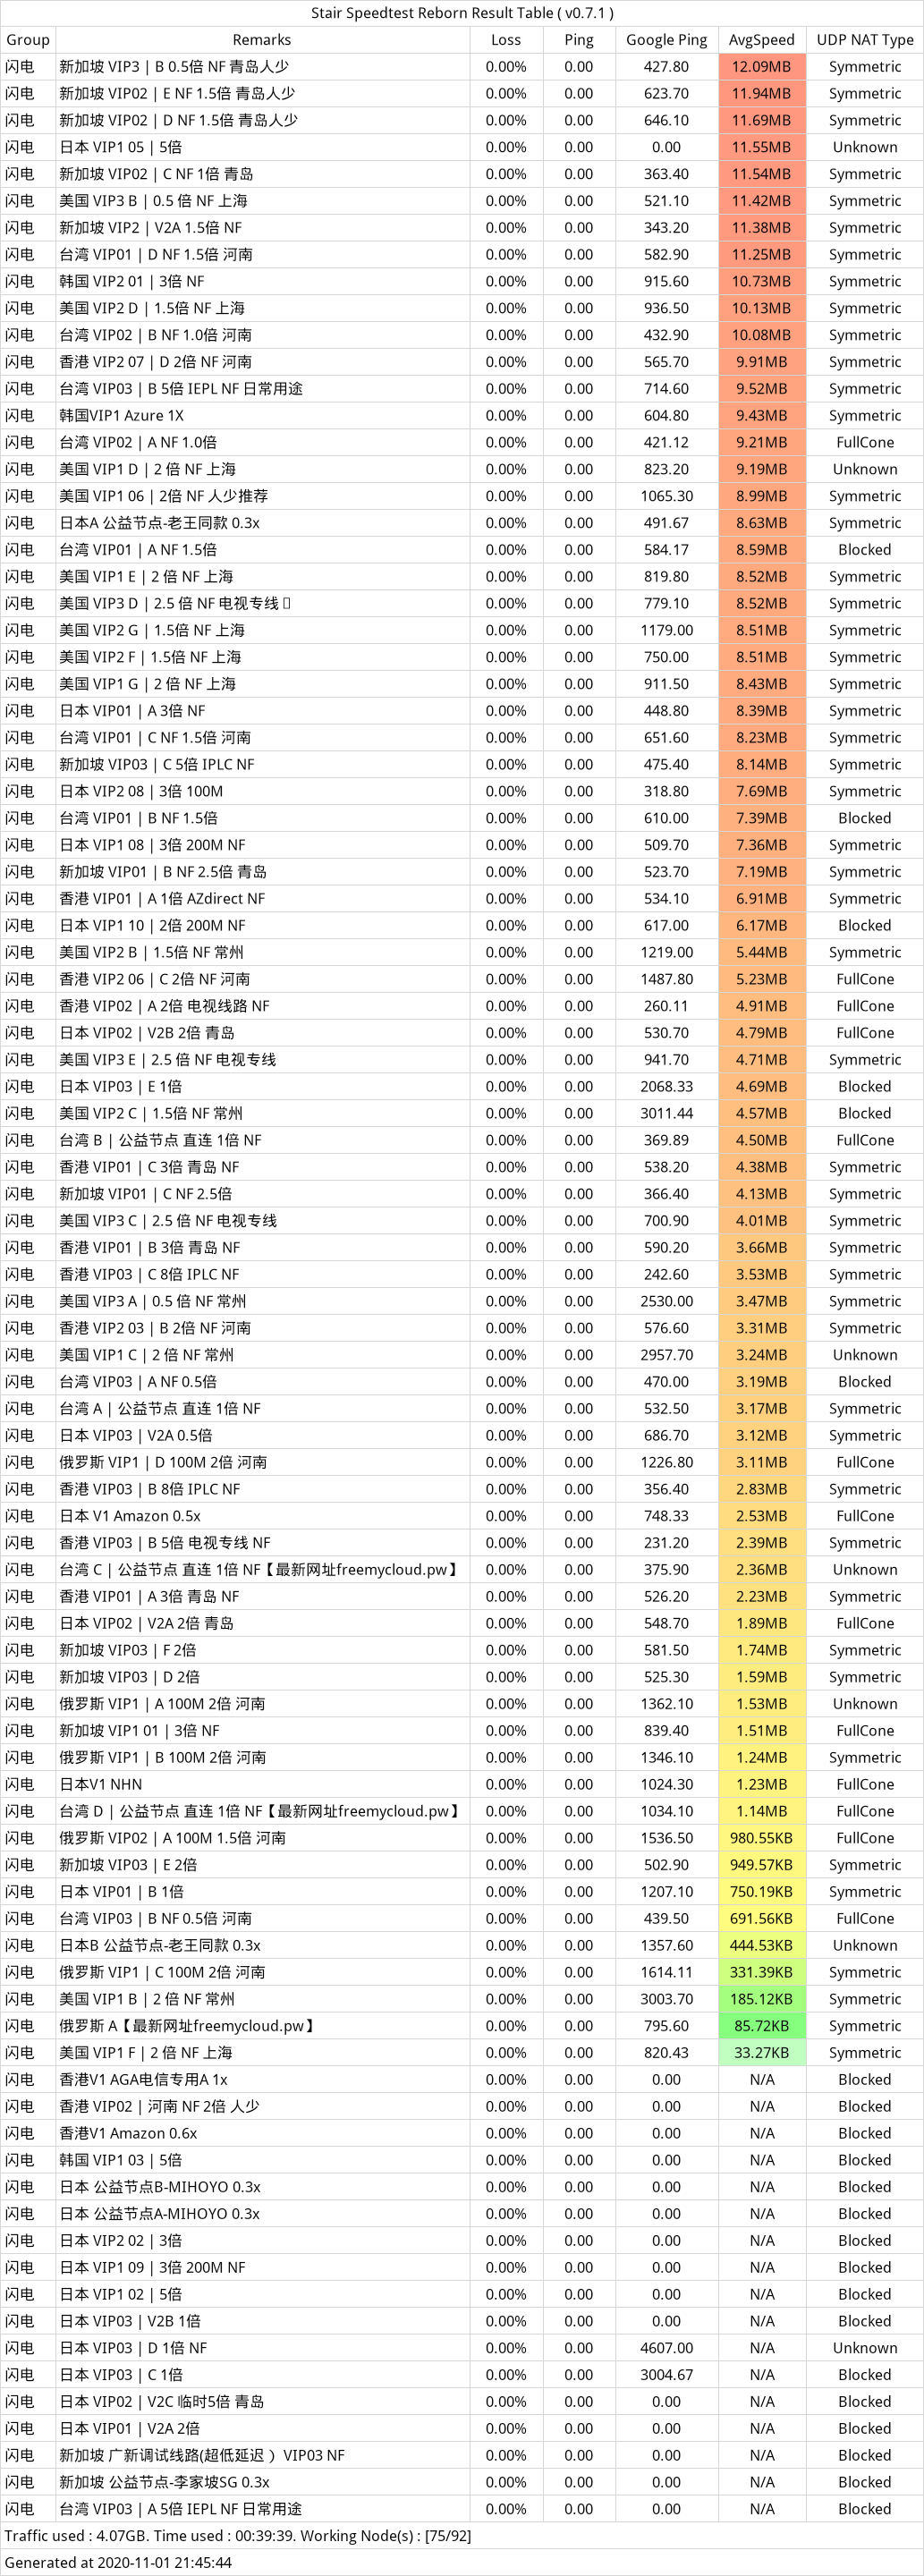 Stair Speedtest Reborn Result Table ( v0.7.1 )
Group Remarks Loss Ping Google Ping AvgSpeed UDP NAT Type
闪电 新加坡 VIP3 | B 0.5倍 NF 青岛人少 0.00% 0.00 427.80 12.09MB Symmetric
闪电 新加坡 VIP02 | E NF 1.5倍 青岛人少 0.00% 0.00 623.70 11.94MB Symmetric
闪电 新加坡 VIP02 | D NF 1.5倍 青岛人少 0.00% 0.00 646.10 11.69MB Symmetric
闪电 日本 VIP1 05 | 5倍 0.00% 0.00 0.00 11.55MB Unknown
闪电 新加坡 VIP02 | C NF 1倍 青岛 0.00% 0.00 363.40 11.54MB Symmetric
闪电 美国 VIP3 B | 0.5 倍 NF 上海 0.00% 0.00 521.10 11.42MB Symmetric
闪电 新加坡 VIP2 | V2A 1.5倍 NF 0.00% 0.00 343.20 11.38MB Symmetric
闪电 台湾 VIP01 | D NF 1.5倍 河南 0.00% 0.00 582.90 11.25MB Symmetric
闪电 韩国 VIP2 01 | 3倍 NF 0.00% 0.00 915.60 10.73MB Symmetric
闪电 美国 VIP2 D | 1.5倍 NF 上海 0.00% 0.00 936.50 10.13MB Symmetric
闪电 台湾 VIP02 | B NF 1.0倍 河南 0.00% 0.00 432.90 10.08MB Symmetric
闪电 香港 VIP2 07 | D 2倍 NF 河南 0.00% 0.00 565.70 9.91MB Symmetric
闪电 台湾 VIP03 | B 5倍 IEPL NF 日常用途 0.00% 0.00 714.60 9.52MB Symmetric
闪电 韩国VIP1 Azure 1X 0.00% 0.00 604.80 9.43MB Symmetric
闪电 台湾 VIP02 | A NF 1.0倍 0.00% 0.00 421.12 9.21MB FullCone
闪电 美国 VIP1 D | 2 倍 NF 上海 0.00% 0.00 823.20 9.19MB Unknown
闪电 美国 VIP1 06 | 2倍 NF 人少推荐 0.00% 0.00 1065.30 8.99MB Symmetric
闪电 日本A 公益节点-老王同款 0.3x 0.00% 0.00 491.67 8.63MB Symmetric
闪电 台湾 VIP01 | A NF 1.5倍 0.00% 0.00 584.17 8.59MB Blocked
闪电 美国 VIP1 E | 2 倍 NF 上海 0.00% 0.00 819.80 8.52MB Symmetric
闪电 美国 VIP3 D | 2.5 倍 NF 电视专线 0.00% 0.00 779.10 8.52MB Symmetric
闪电 美国 VIP2 G | 1.5倍 NF 上海 0.00% 0.00 1179.00 8.51MB Symmetric
闪电 美国 VIP2 F | 1.5倍 NF 上海 0.00% 0.00 750.00 8.51MB Symmetric
闪电 美国 VIP1 G | 2 倍 NF 上海 0.00% 0.00 911.50 8.43MB Symmetric
闪电 日本 VIP01 | A 3倍 NF 0.00% 0.00 448.80 8.39MB Symmetric
闪电 台湾 VIP01 | C NF 1.5倍 河南 0.00% 0.00 651.60 8.23MB Symmetric
闪电 新加坡 VIP03 | C 5倍 IPLC NF 0.00% 0.00 475.40 8.14MB Symmetric
闪电 日本 VIP2 08 | 3倍 100M 0.00% 0.00 318.80 7.69MB Symmetric
闪电 台湾 VIP01 | B NF 1.5倍 0.00% 0.00 610.00 7.39MB Blocked
闪电 日本 VIP1 08 | 3倍 200M NF 0.00% 0.00 509.70 7.36MB Symmetric
闪电 新加坡 VIP01 | B NF 2.5倍 青岛 0.00% 0.00 523.70 7.19MB Symmetric
闪电 香港 VIP01 | A 1倍 AZdirect NF 0.00% 0.00 534.10 6.91MB Symmetric
闪电 日本 VIP1 10 | 2倍 200M NF 0.00% 0.00 617.00 6.17MB Blocked
闪电 美国 VIP2 B | 1.5倍 NF 常州 0.00% 0.00 1219.00 5.44MB Symmetric
闪电 香港 VIP2 06 | C 2倍 NF 河南 0.00% 0.00 1487.80 5.23MB FullCone
闪电 香港 VIP02 | A 2倍 电视线路 NF 0.00% 0.00 260.11 4.91MB FullCone
闪电 日本 VIP02 | V2B 2倍 青岛 0.00% 0.00 530.70 4.79MB FullCone
闪电 美国 VIP3 E | 2.5 倍 NF 电视专线 0.00% 0.00 941.70 4.71MB Symmetric
闪电 日本 VIP03 | E 1倍 0.00% 0.00 2068.33 4.69MB Blocked
闪电 美国 VIP2 C | 1.5倍 NF 常州 0.00% 0.00 3011.44 4.57MB Blocked
闪电 台湾 B | 公益节点 直连 1倍 NF 0.00% 0.00 369.89 4.50MB FullCone
闪电 香港 VIP01 | C 3倍 青岛 NF 0.00% 0.00 538.20 4.38MB Symmetric
闪电 新加坡 VIP01 | C NF 2.5倍 0.00% 0.00 366.40 4.13MB Symmetric
闪电 美国 VIP3 C | 2.5 倍 NF 电视专线 0.00% 0.00 700.90 4.01MB Symmetric
闪电 香港 VIP01 | B 3倍 青岛 NF 0.00% 0.00 590.20 3.66MB Symmetric
闪电 香港 VIP03 | C 8倍 IPLC NF 0.00% 0.00 242.60 3.53MB Symmetric
闪电 美国 VIP3 A | 0.5 倍 NF 常州 0.00% 0.00 2530.00 3.47MB Symmetric
闪电 香港 VIP2 03 | B 2倍 NF 河南 0.00% 0.00 576.60 3.31MB Symmetric
闪电 美国 VIP1 C | 2 倍 NF 常州 0.00% 0.00 2957.70 3.24MB Unknown
闪电 台湾 VIP03 | A NF 0.5倍 0.00% 0.00 470.00 3.19MB Blocked
闪电 台湾 A | 公益节点 直连 1倍 NF 0.00% 0.00 532.50 3.17MB Symmetric
闪电 日本 VIP03 | V2A 0.5倍 0.00% 0.00 686.70 3.12MB Symmetric
闪电 俄罗斯 VIP1 | D 100M 2倍 河南 0.00% 0.00 1226.80 3.11MB FullCone
闪电 香港 VIP03 | B 8倍 IPLC NF 0.00% 0.00 356.40 2.83MB Symmetric
闪电 日本 V1 Amazon 0.5x 0.00% 0.00 748.33 2.53MB FullCone
闪电 香港 VIP03 | B 5倍 电视专线 NF 0.00% 0.00 231.20 2.39MB Symmetric
闪电 台湾 C | 公益节点 直连 1倍 NF【最新网址freemycloud.pw】 0.00% 0.00 375.90 2.36MB Unknown
闪电 香港 VIP01 | A 3倍 青岛 NF 0.00% 0.00 526.20 2.23MB Symmetric
闪电 日本 VIP02 | V2A 2倍 青岛 0.00% 0.00 548.70 1.89MB FullCone
闪电 新加坡 VIP03 | F 2倍 0.00% 0.00 581.50 1.74MB Symmetric
闪电 新加坡 VIP03 | D 2倍 0.00% 0.00 525.30 1.59MB Symmetric
闪电 俄罗斯 VIP1 | A 100M 2倍 河南 0.00% 0.00 1362.10 1.53MB Unknown
闪电 新加坡 VIP1 01 | 3倍 NF 0.00% 0.00 839.40 1.51MB FullCone
闪电 俄罗斯 VIP1 | B 100M 2倍 河南 0.00% 0.00 1346.10 1.24MB Symmetric
闪电 日本V1 NHN 0.00% 0.00 1024.30 1.23MB FullCone
闪电 台湾 D | 公益节点 直连 1倍 NF【最新网址freemycloud.pw】 0.00% 0.00 1034.10 1.14MB FullCone
闪电 俄罗斯 VIP02 | A 100M 1.5倍 河南 0.00% 0.00 1536.50 980.55KB FullCone
闪电 新加坡 VIP03 | E 2倍 0.00% 0.00 502.90 949.57KB Symmetric
闪电 日本 VIP01 | B 1倍 0.00% 0.00 1207.10 750.19KB Symmetric
闪电 台湾 VIP03 | B NF 0.5倍 河南 0.00% 0.00 439.50 691.56KB FullCone
闪电 日本B 公益节点-老王同款 0.3x 0.00% 0.00 1357.60 444.53KB Unknown
闪电 俄罗斯 VIP1 | C 100M 2倍 河南 0.00% 0.00 1614.11 331.39KB Symmetric
闪电 美国 VIP1 B | 2 倍 NF 常州 0.00% 0.00 3003.70 185.12KB Symmetric
闪电 俄罗斯 A【最新网址freemycloud.pw】 0.00% 0.00 795.60 85.72KB Symmetric
闪电 美国 VIP1 F | 2 倍 NF 上海 0.00% 0.00 820.43 33.27KB Symmetric
闪电 香港V1 AGA电信专用A 1x 0.00% 0.00 0.00 N/A Blocked
闪电 香港 VIP02 | 河南 NF 2倍 人少 0.00% 0.00 0.00 N/A Blocked
闪电 香港V1 Amazon 0.6x 0.00% 0.00 0.00 N/A Blocked
闪电 韩国 VIP1 03 | 5倍 0.00% 0.00 0.00 N/A Blocked
闪电 日本 公益节点B-MIHOYO 0.3x 0.00% 0.00 0.00 N/A Blocked
闪电 日本 公益节点A-MIHOYO 0.3x 0.00% 0.00 0.00 N/A Blocked
闪电 日本 VIP2 02 | 3倍 0.00% 0.00 0.00 N/A Blocked
闪电 日本 VIP1 09 | 3倍 200M NF 0.00% 0.00 0.00 N/A Blocked
闪电 日本 VIP1 02 | 5倍 0.00% 0.00 0.00 N/A Blocked
闪电 日本 VIP03 | V2B 1倍 0.00% 0.00 0.00 N/A Blocked
闪电 日本 VIP03 | D 1倍 NF 0.00% 0.00 4607.00 N/A Unknown
闪电 日本 VIP03 | C 1倍 0.00% 0.00 3004.67 N/A Blocked
闪电 日本 VIP02 | V2C 临时5倍 青岛 0.00% 0.00 0.00 N/A Blocked
闪电 日本 VIP01 | V2A 2倍 0.00% 0.00 0.00 N/A Blocked
闪电 新加坡 广新调试线路(超低延迟） VIP03 NF 0.00% 0.00 0.00 N/A Blocked
闪电 新加坡 公益节点-李家坡SG 0.3x 0.00% 0.00 0.00 N/A Blocked
闪电 台湾 VIP03 | A 5倍 IEPL NF 日常用途 0.00% 0.00 0.00 N/A Blocked
Traffic used : 4.07GB. Time used : 00:39:39. Working Node(s) : [75/92]
Generated at 2020-11-01 21:45:44